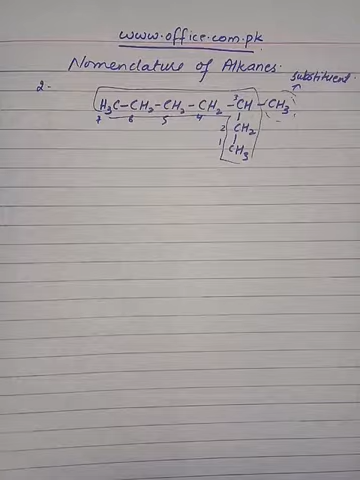 www.office.com.pk
Nomenclature of Alkanes.
substituent.
2. H₃C-CH₂-CH₂-CH₂-CH-CH₃
7 6 5 4 3
2 CH₂
1 CH₃